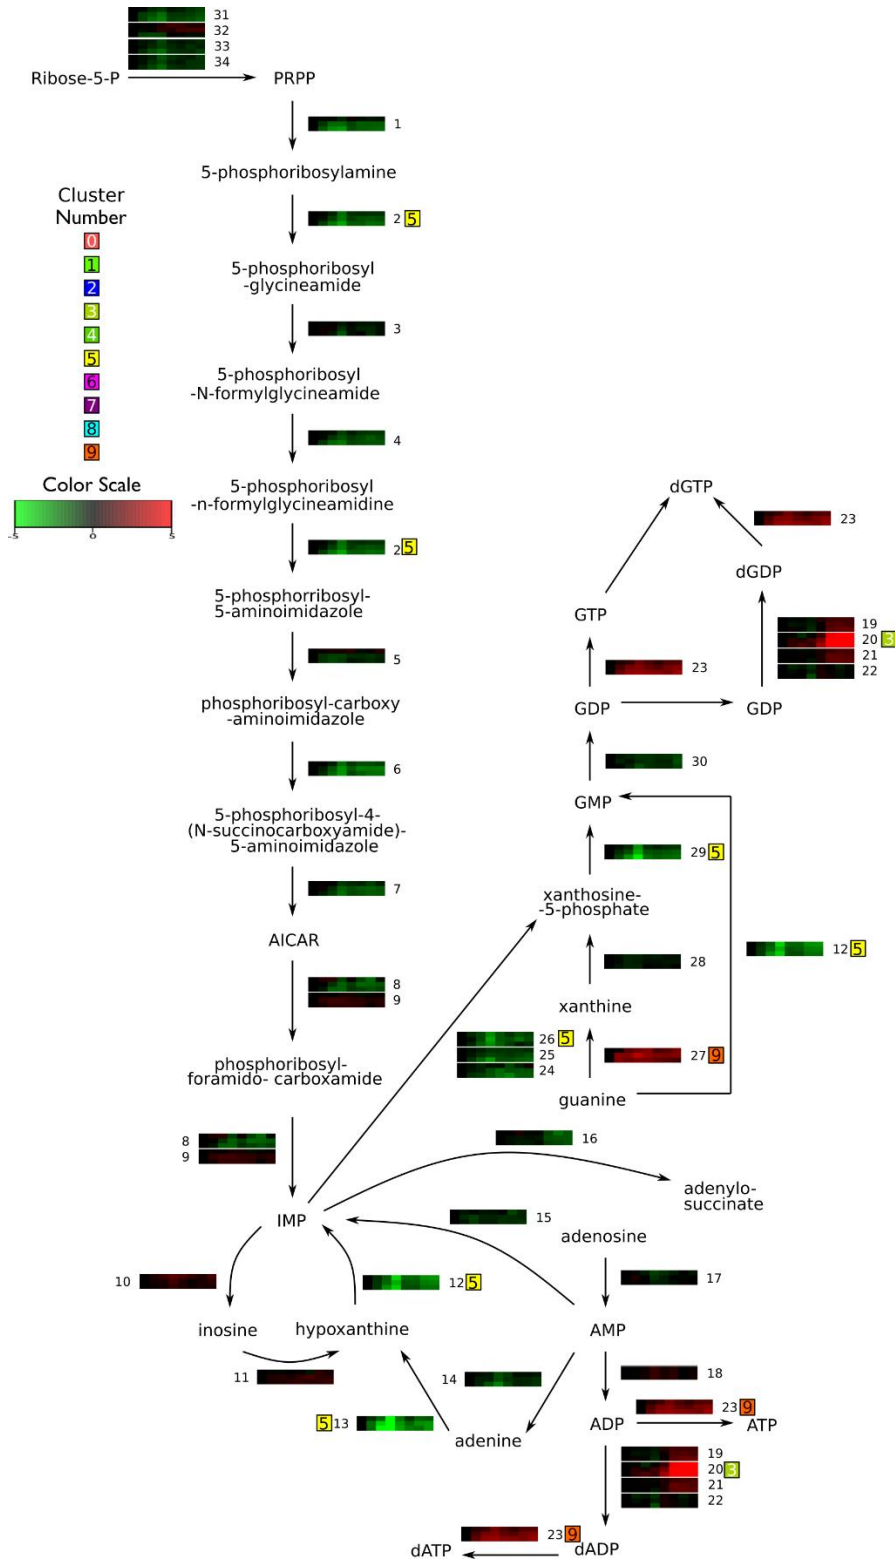 31
32
33
34
Ribose-5-P
PRPP
1
5-phosphoribosylamine
Cluster
Number
0
1
2
3
4
5
6
7
8
9
Color Scale
-5
0
5
2 5
5-phosphoribosyl
-glycineamide
3
5-phosphoribosyl
-N-formylglycineamide
4
5-phosphoribosyl
-n-formylglycineamidine
2 5
5-phosphorribosyl-
5-aminoimidazole
5
phosphoribosyl-carboxy
-aminoimidazole
6
5-phosphoribosyl-4-
(N-succinocarboxyamide)-
5-aminoimidazole
7
AICAR
8
9
phosphoribosyl-
foramido- carboxamide
8
9
IMP
dGTP
23
dGDP
GTP
19
20 3
21
22
23
GDP
GDP
30
GMP
29 5
xanthosine-
-5-phosphate
12 5
28
xanthine
26 5
25
24
27 9
guanine
16
adenylo-
succinate
15
adenosine
10
12 5
17
inosine
hypoxanthine
AMP
11
14
18
5 13
adenine
23 9
ADP
ATP
19
20 3
21
22
23 9
dATP
dADP